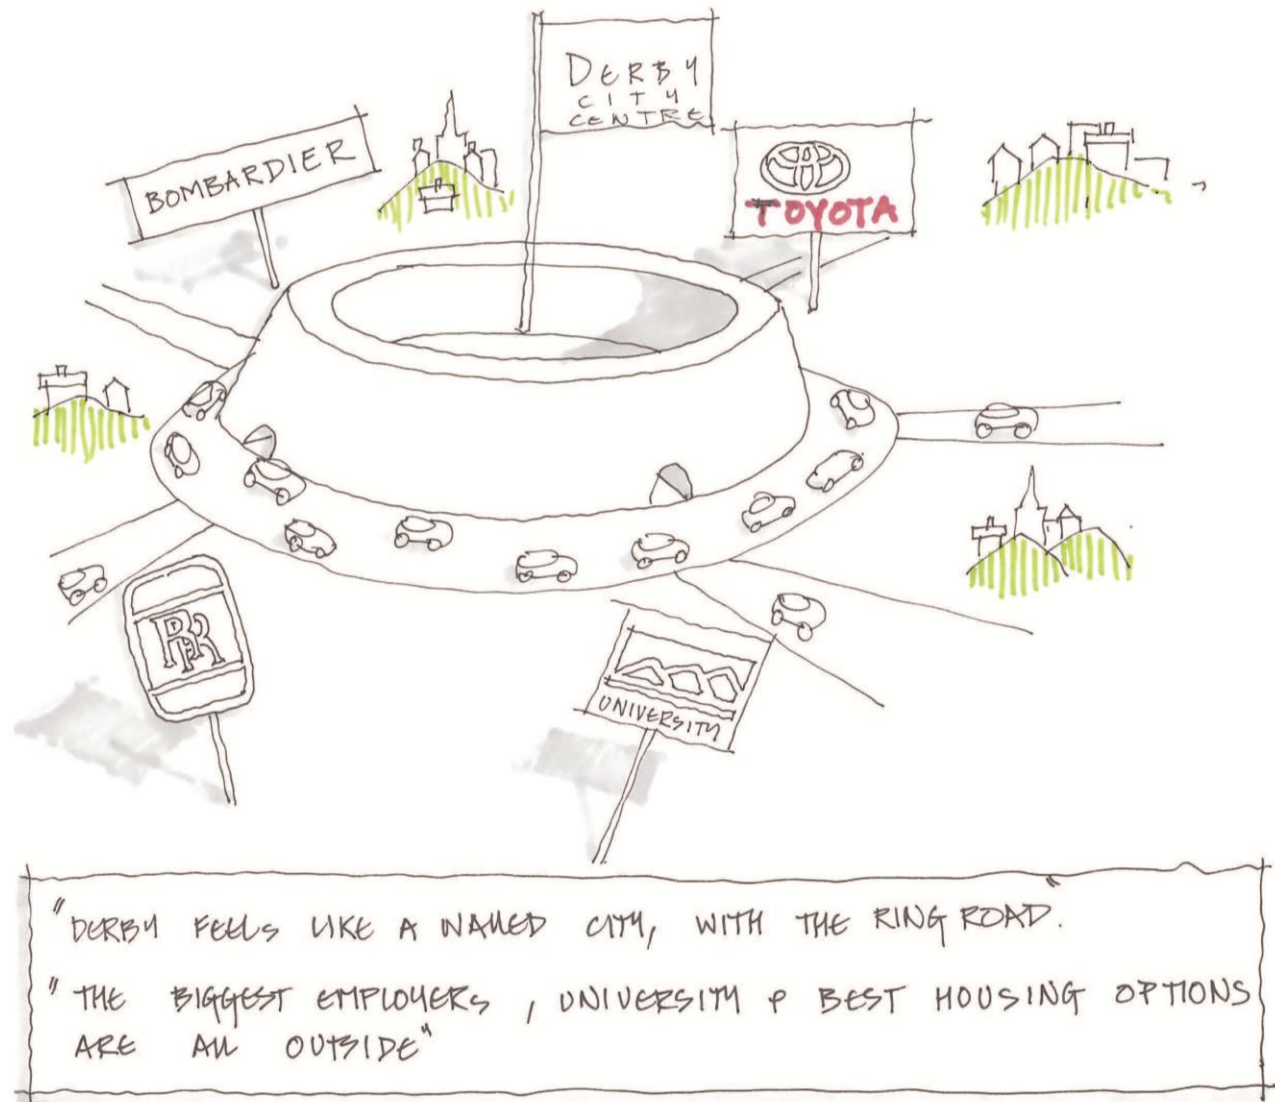 DERBY
CITY
CENTRE
BOMBARDIER
TOYOTA
RR
UNIVERSITY
"DERBY FEELS LIKE A WALLED CITY, WITH THE RING ROAD."
"THE BIGGEST EMPLOYERS, UNIVERSITY & BEST HOUSING OPTIONS
ARE ALL OUTSIDE"